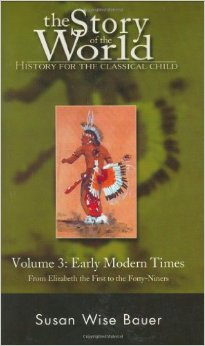 the Story
of the
World
HISTORY FOR THE CLASSICAL CHILD
Volume 3: Early Modern Times
From Elizabeth the First to the Forty-Niners
Susan Wise Bauer